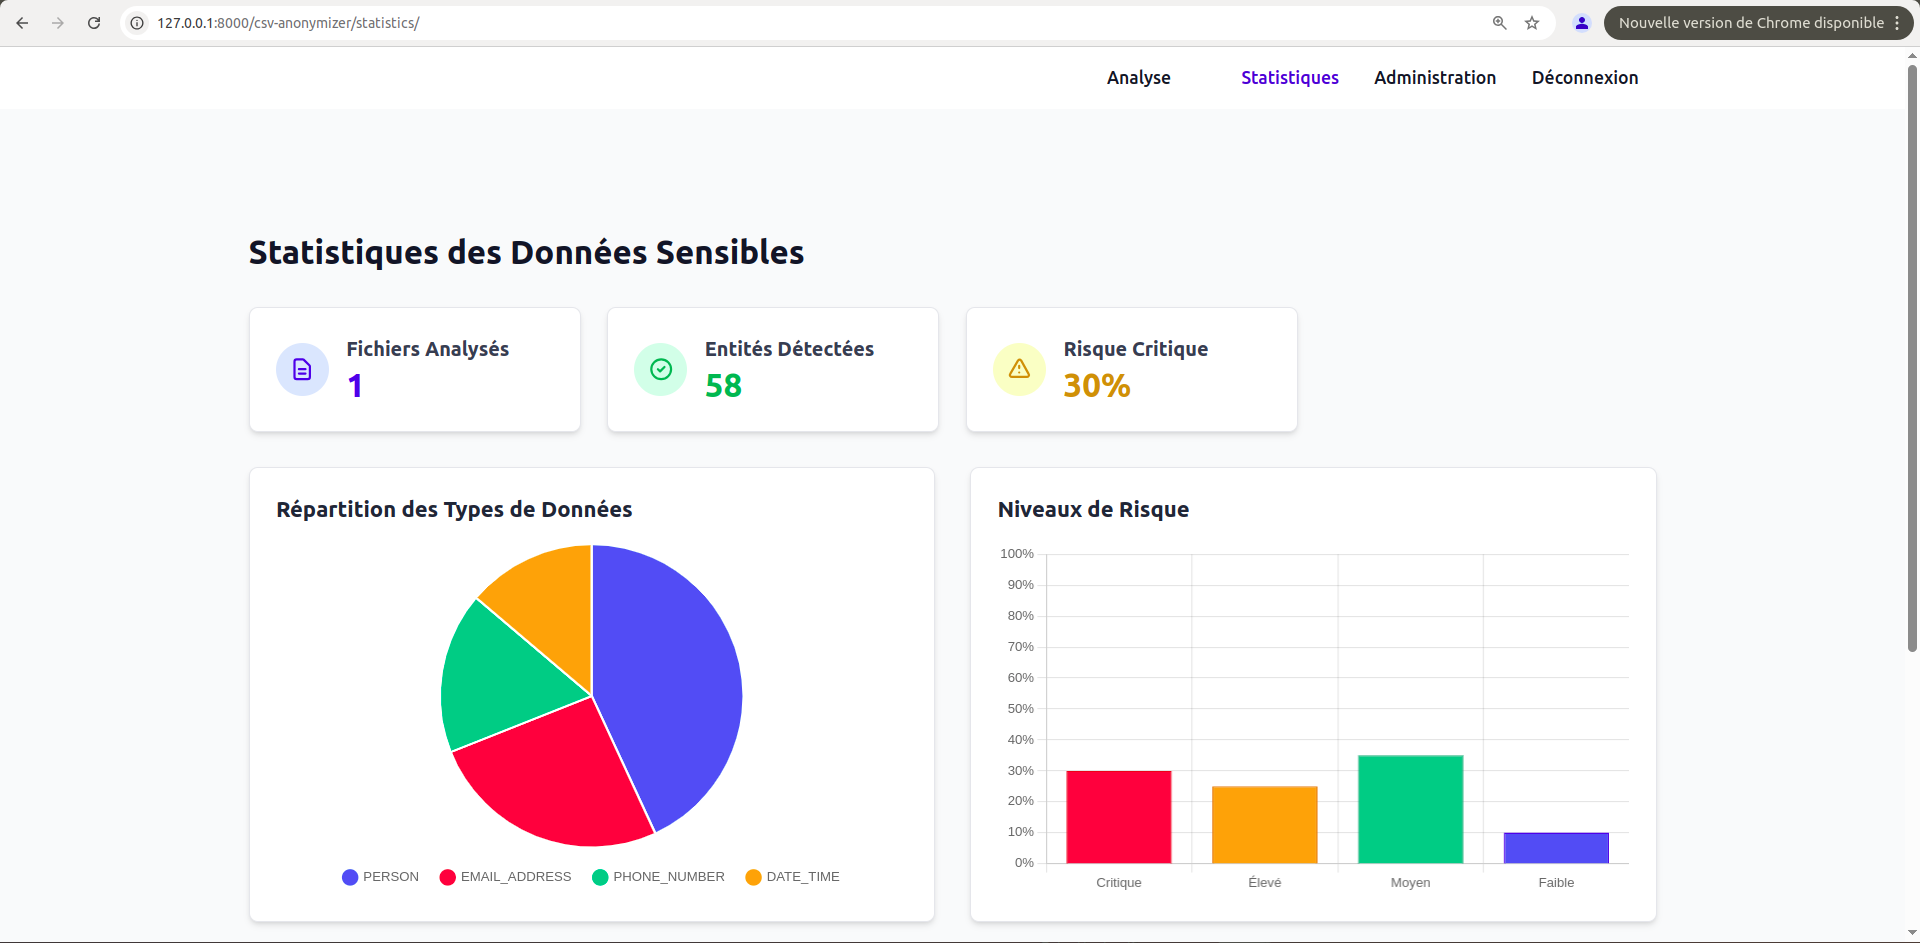 127.0.0.1:8000/csv-anonymizer/statistics/
Nouvelle version de Chrome disponible
Analyse Statistiques Administration Déconnexion
Statistiques des Données Sensibles
Fichiers Analysés
1
Entités Détectées
58
Risque Critique
30%
Répartition des Types de Données
PERSON EMAIL_ADDRESS PHONE_NUMBER DATE_TIME
Niveaux de Risque
100%
90%
80%
70%
60%
50%
40%
30%
20%
10%
0%
Critique Élevé Moyen Faible